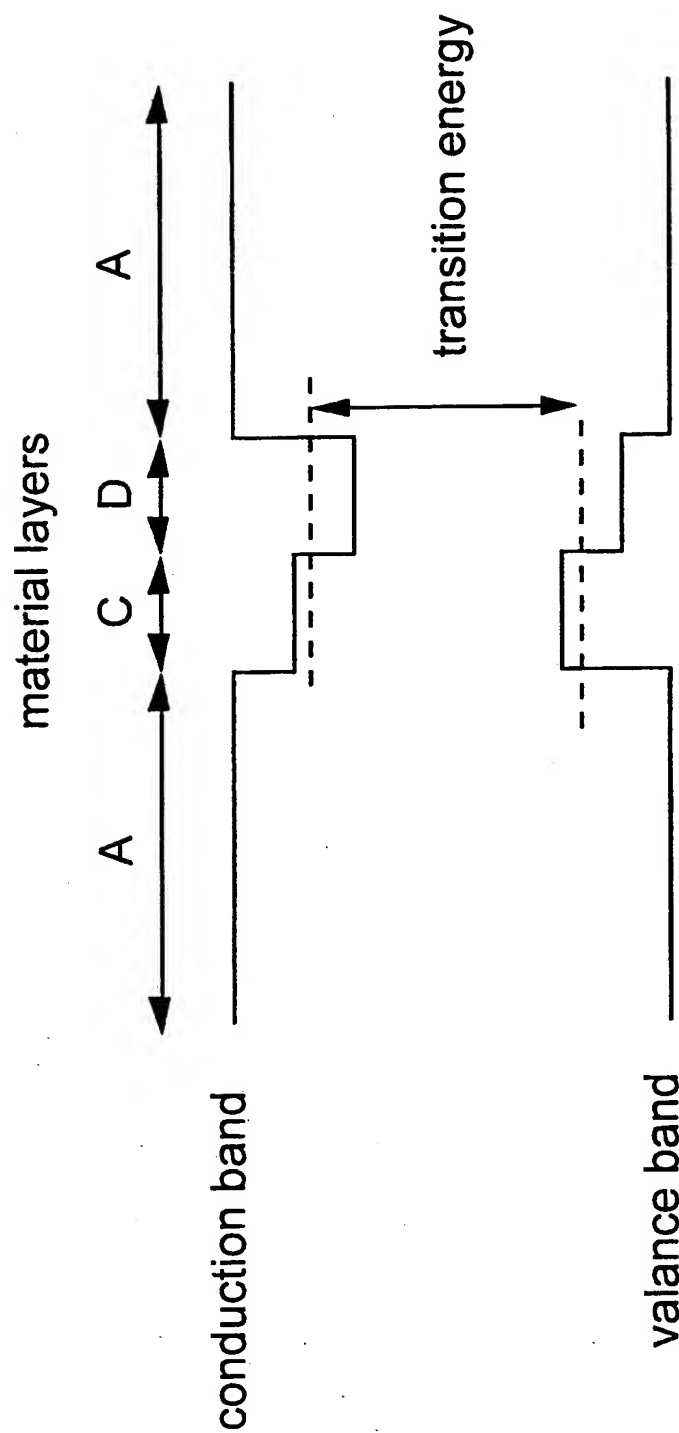 material layers
A
C
D
A
conduction band
transition energy
valance band